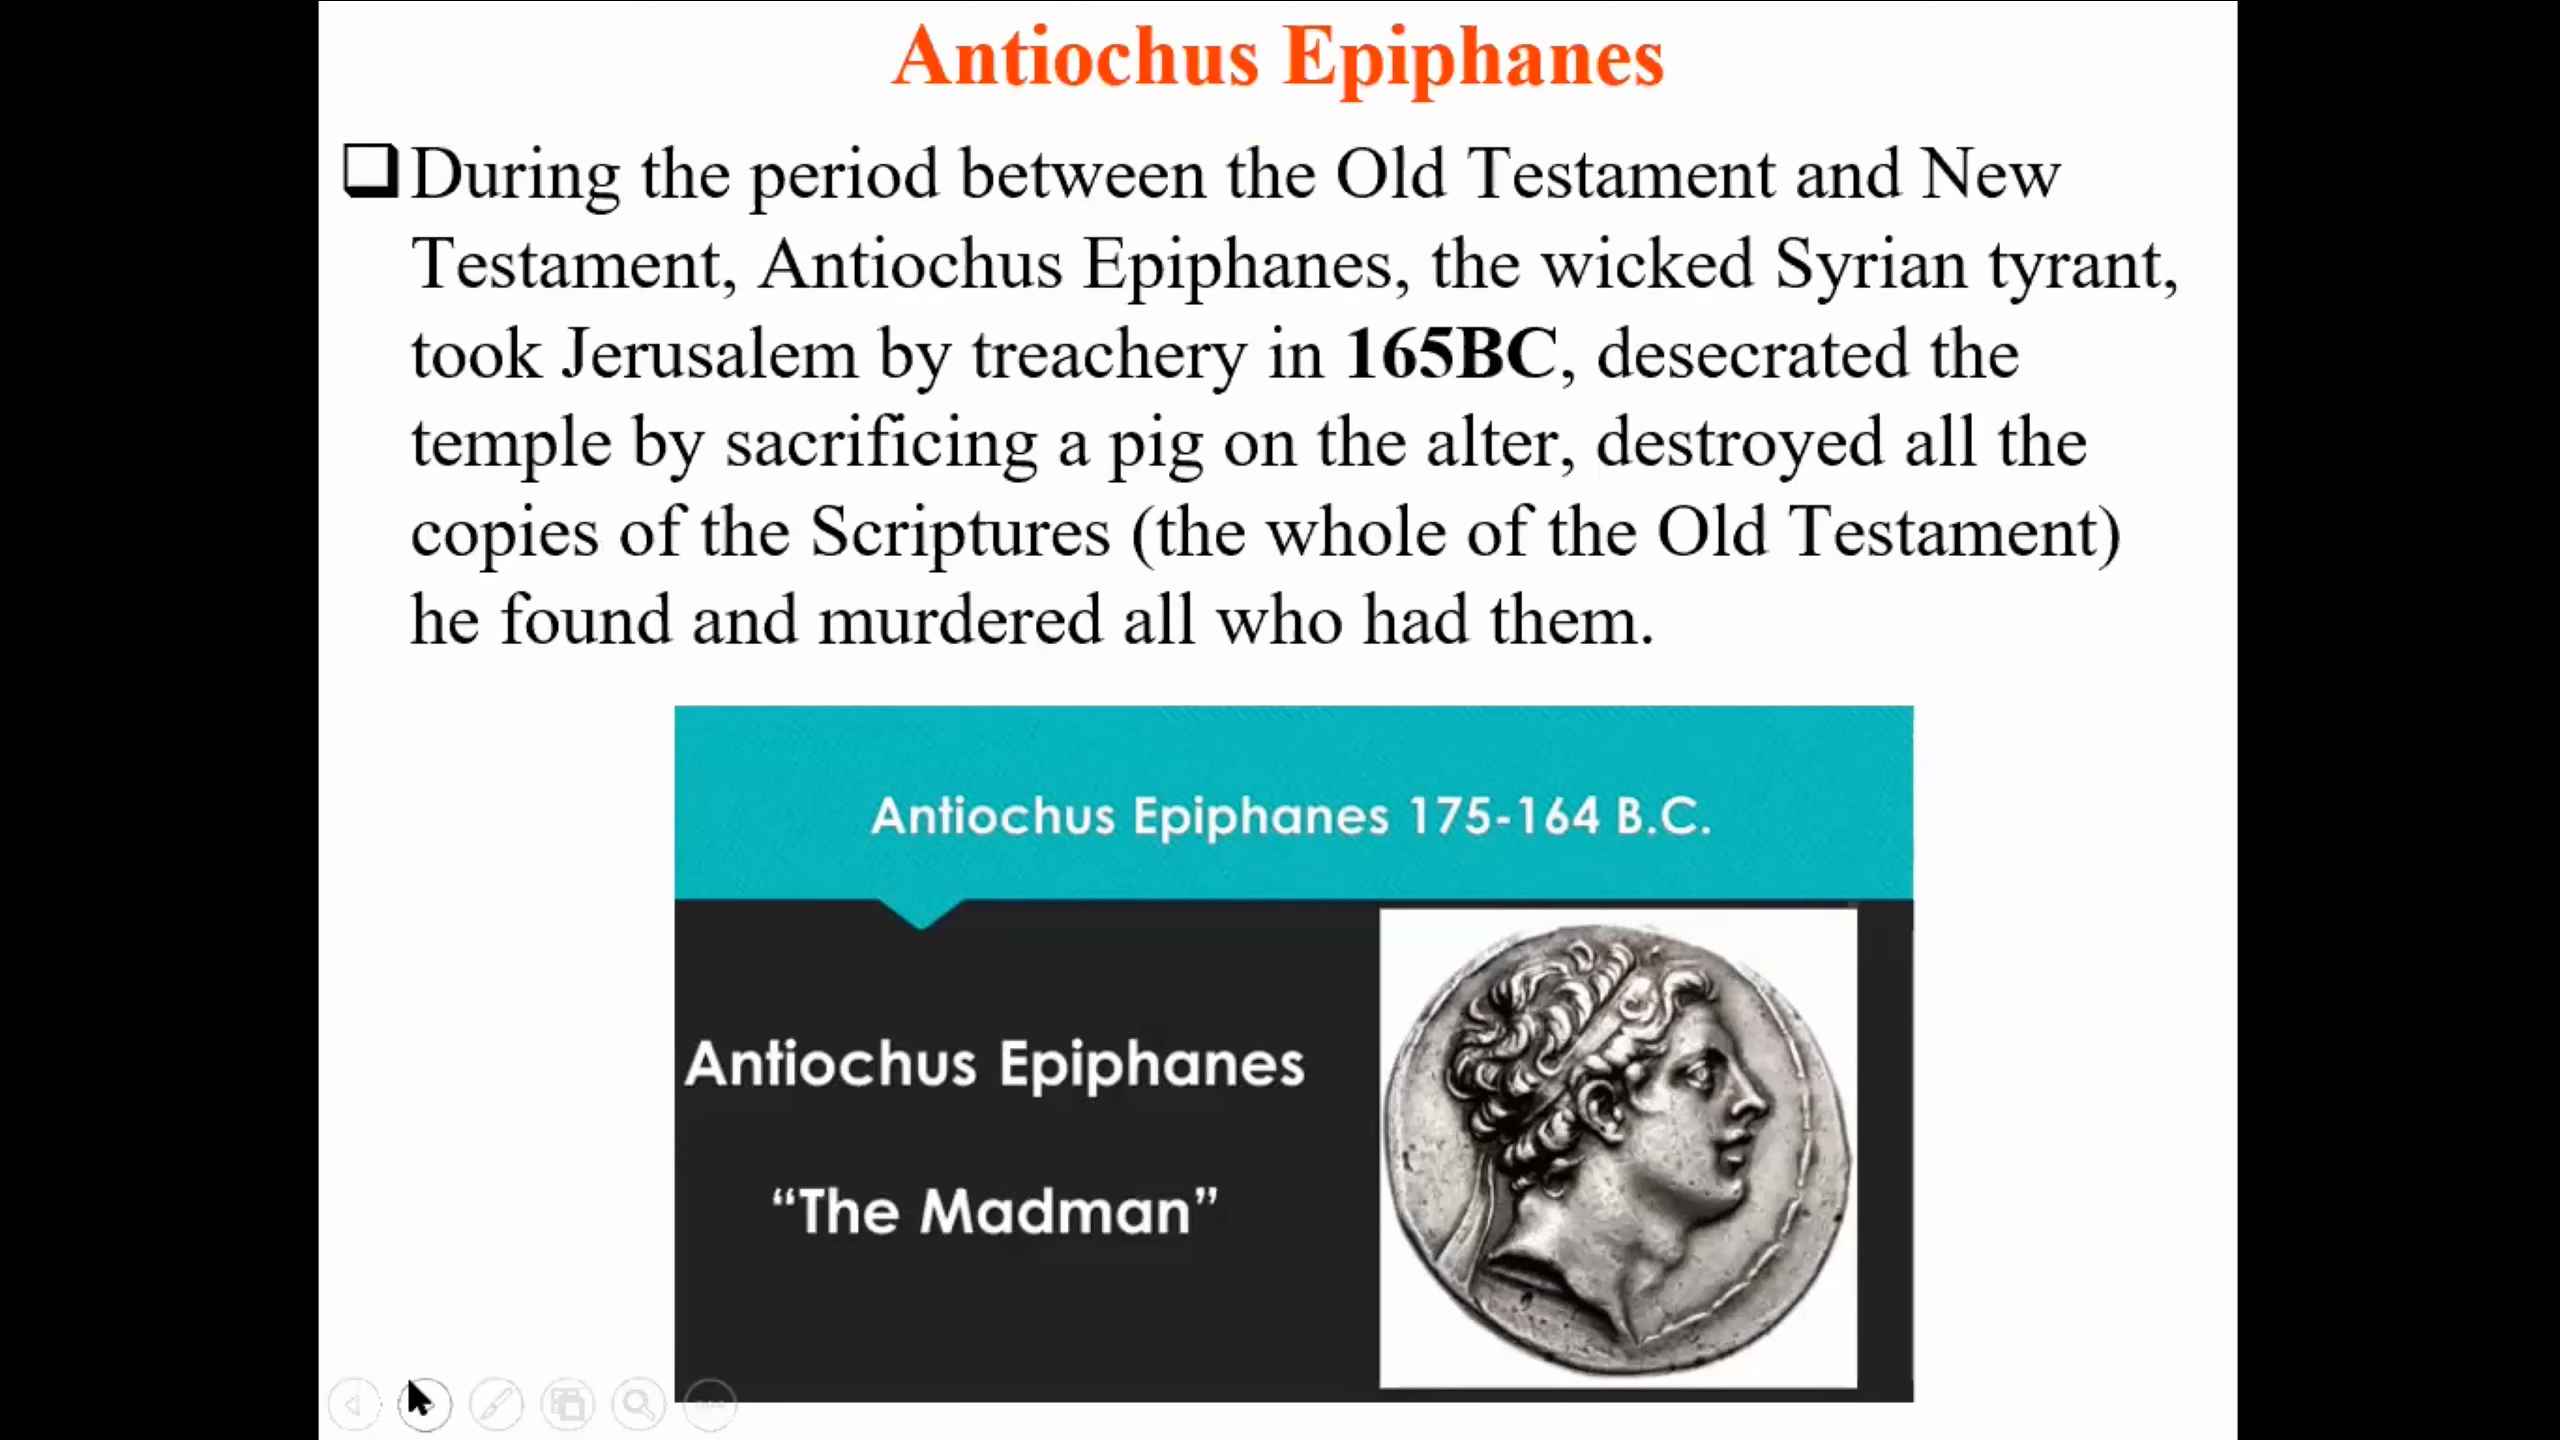 Antiochus Epiphanes
During the period between the Old Testament and New
Testament, Antiochus Epiphanes, the wicked Syrian tyrant,
took Jerusalem by treachery in 165BC, desecrated the
temple by sacrificing a pig on the alter, destroyed all the
copies of the Scriptures (the whole of the Old Testament)
he found and murdered all who had them.
Antiochus Epiphanes 175-164 B.C.
Antiochus Epiphanes
“The Madman”